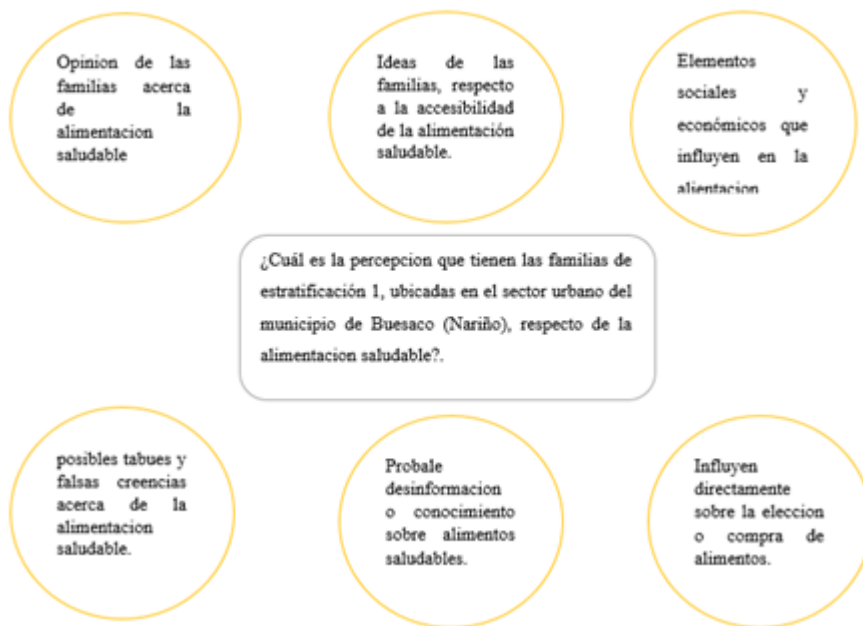 Opinion de las
familias acerca
de la
alimentacion
saludable
Ideas de las
familias, respecto
a la accesibilidad
de la alimentación
saludable.
Elementos
sociales y
económicos que
influyen en la
alientacion
¿Cuál es la percepcion que tienen las familias de
estratificación 1, ubicadas en el sector urbano del
municipio de Buesaco (Nariño), respecto de la
alimentacion saludable?.
posibles tabues y
falsas creencias
acerca de la
alimentacion
saludable.
Probale
desinformacion
o conocimiento
sobre alimentos
saludables.
Influyen
directamente
sobre la eleccion
o compra de
alimentos.